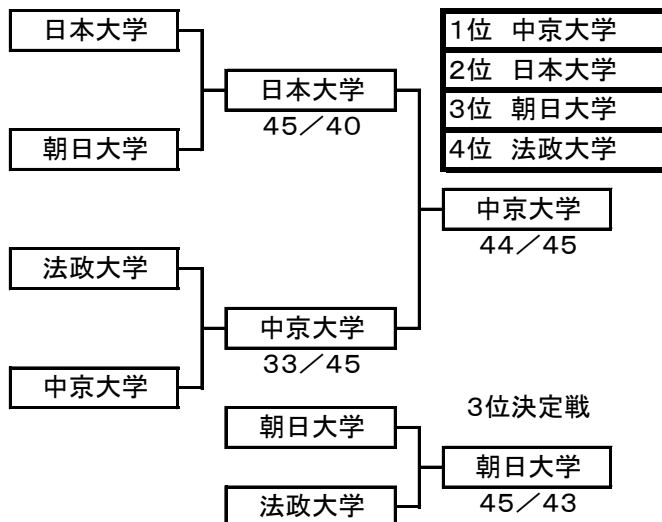 日本大学
1位 中京大学
2位 日本大学
日本大学
45／40
3位 朝日大学
朝日大学
4位 法政大学
中京大学
44／45
法政大学
中京大学
33／45
中京大学
3位決定戦
朝日大学
朝日大学
45／43
法政大学